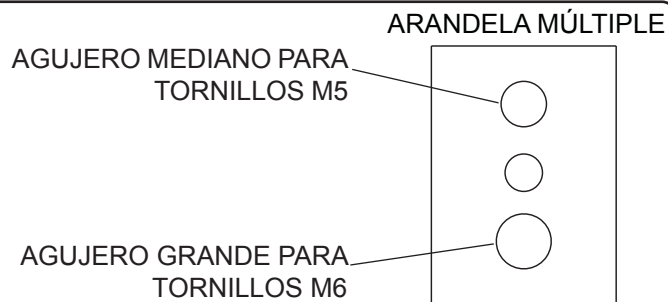 ARANDELA MÚLTIPLE
AGUJERO MEDIANO PARA
TORNILLOS M5
AGUJERO GRANDE PARA
TORNILLOS M6